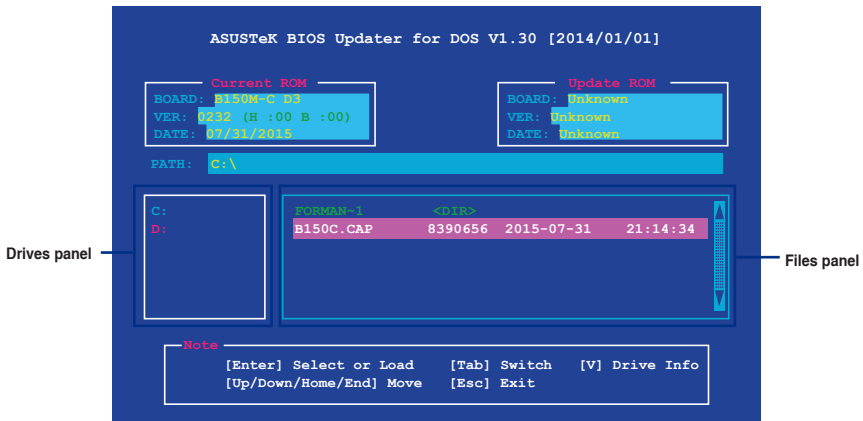 ASUSTeK BIOS Updater for DOS V1.30 [2014/01/01]
Current ROM
BOARD: B150M-C D3
VER: 0232 (H :00 B :00)
DATE: 07/31/2015
Update ROM
BOARD: Unknown
VER: Unknown
DATE: Unknown
PATH: C:\
Drives panel
C:
D:
FORMAN~1 <DIR>
B150C.CAP 8390656 2015-07-31 21:14:34
Files panel
Note
[Enter] Select or Load [Tab] Switch [V] Drive Info
[Up/Down/Home/End] Move [Esc] Exit